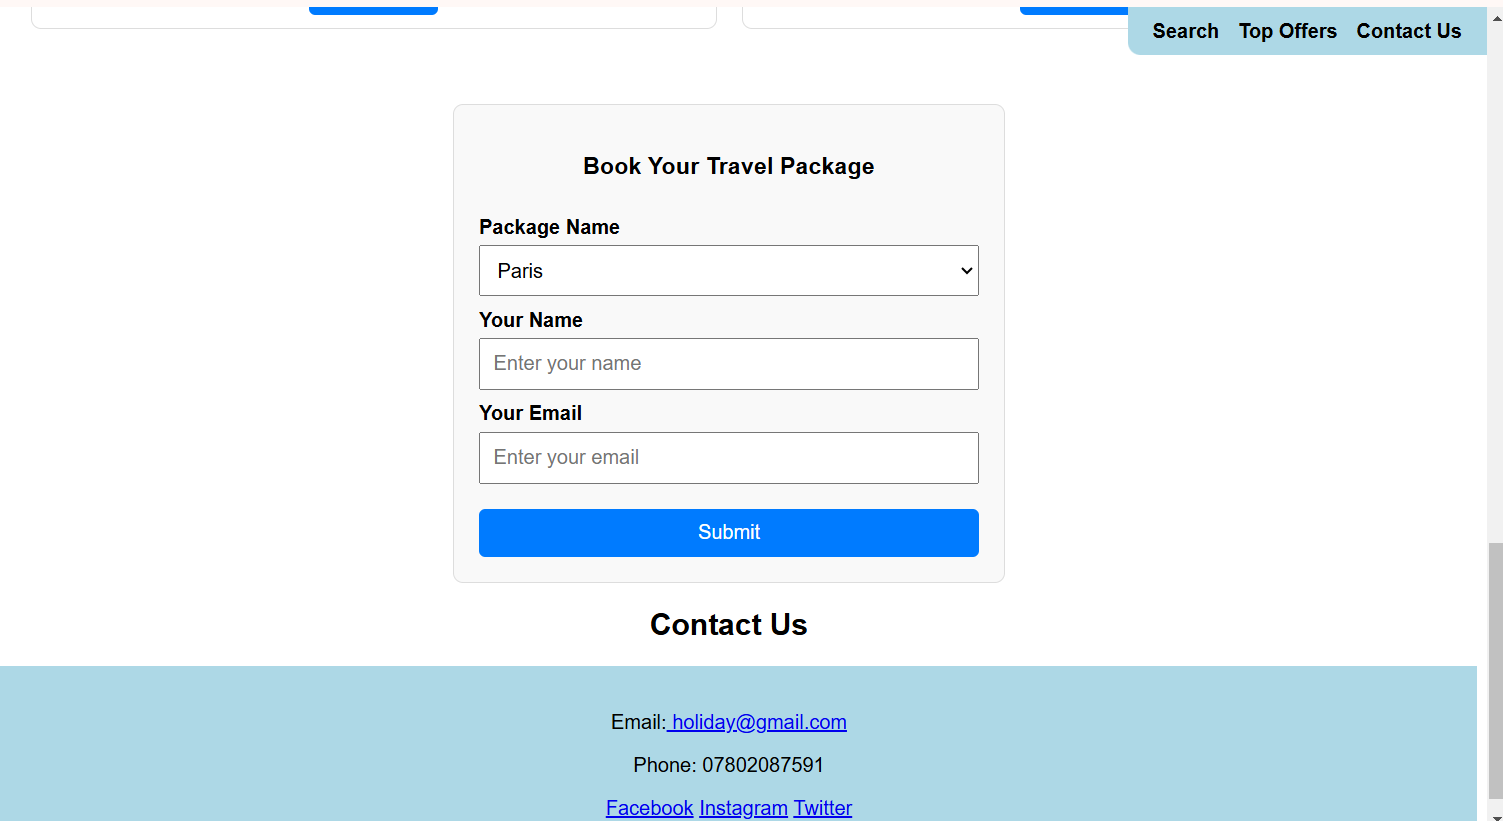 Search Top Offers Contact Us
Book Your Travel Package
Package Name
Paris
Your Name
Enter your name
Your Email
Enter your email
Submit
Contact Us
Email: holiday@gmail.com
Phone: 07802087591
Facebook Instagram Twitter